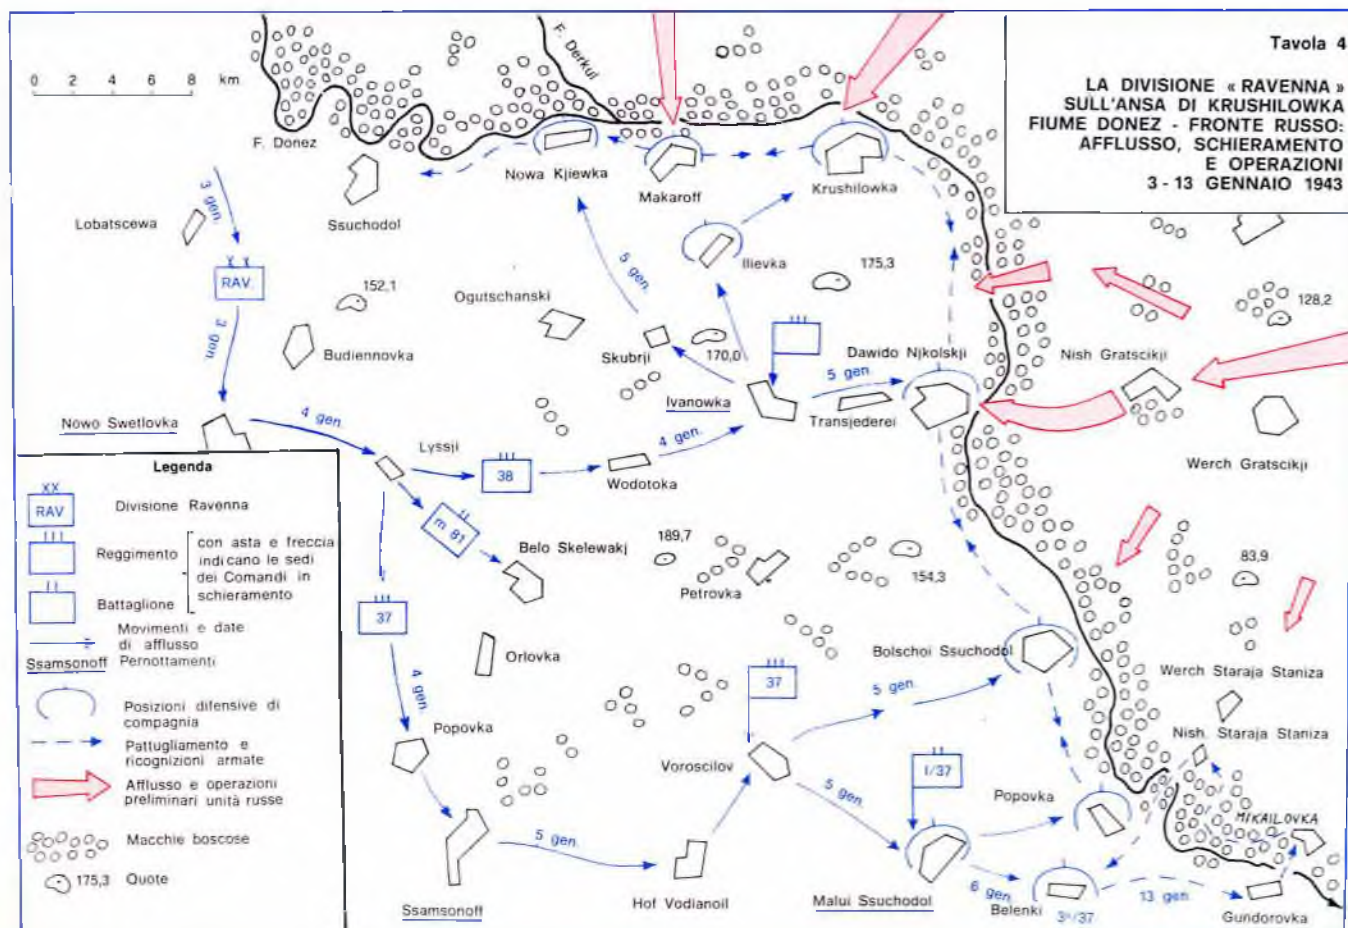 Tavola 4
LA DIVISIONE « RAVENNA »
SULL'ANSA DI KRUSHILOWKA
FIUME DONEZ - FRONTE RUSSO:
AFFLUSSO, SCHIERAMENTO
E OPERAZIONI
3 - 13 GENNAIO 1943
0 2 4 6 8 km
F. Derkul
F. Donez
3 gen.
Lobatscewa
Ssuchodol
Nowa Kjiewka
Makaroff
Krushilowka
RAV.
152,1
Ogutschanski
5 gen.
Ilievka
175,3
128,2
3 gen.
Budiennovka
Skubrji
170,0
Dawido Njkolskji
Nish Gratscikji
Nowo Swetlovka
4 gen.
Lyssji
38
Wodotoka
4 gen.
Ivanowka
5 gen.
Transjederei
Werch Gratscikji
m 81
Belo Skelewakj
189,7
Petrovka
154,3
83,9
37
Orlovka
4 gen.
Popovka
37
Voroscilov
5 gen.
Bolschoi Ssuchodol
Werch Staraja Staniza
Nish. Staraja Staniza
5 gen.
I/37
Popovka
MIKAILOVKA
Ssamsonoff
5 gen.
Hof Vodianoil
Malui Ssuchodol
6 gen.
Belenki
3ª/37
13 gen.
Gundorovka
Legenda
XX
RAV
Divisione Ravenna
Reggimento
Battaglione
con asta e freccia
indicano le sedi
dei Comandi in
schieramento
Movimenti e date
di afflusso
Ssamsonoff Pernottamenti
Posizioni difensive di
compagnia
Pattugliamento e
ricognizioni armate
Afflusso e operazioni
preliminari unità russe
Macchie boscose
175,3 Quote